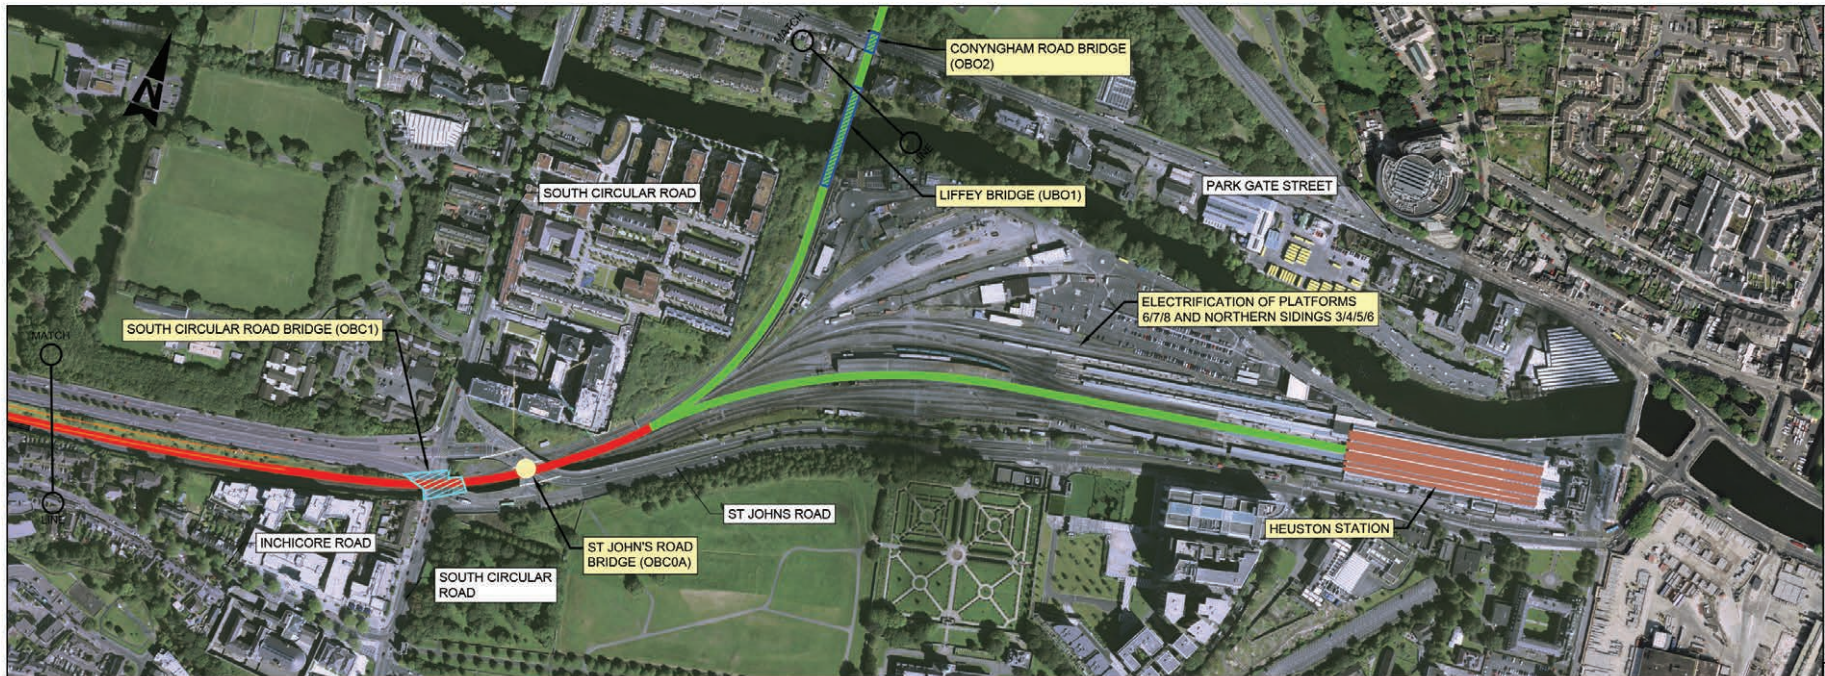 MATCH
CONYNGHAM ROAD BRIDGE
(OBO2)
N
LINE
SOUTH CIRCULAR ROAD
LIFFEY BRIDGE (UBO1)
PARK GATE STREET
ELECTRIFICATION OF PLATFORMS
6/7/8 AND NORTHERN SIDINGS 3/4/5/6
SOUTH CIRCULAR ROAD BRIDGE (OBC1)
MATCH
LINE
ST JOHNS ROAD
HEUSTON STATION
INCHICORE ROAD
ST JOHN'S ROAD
BRIDGE (OBC0A)
SOUTH CIRCULAR
ROAD